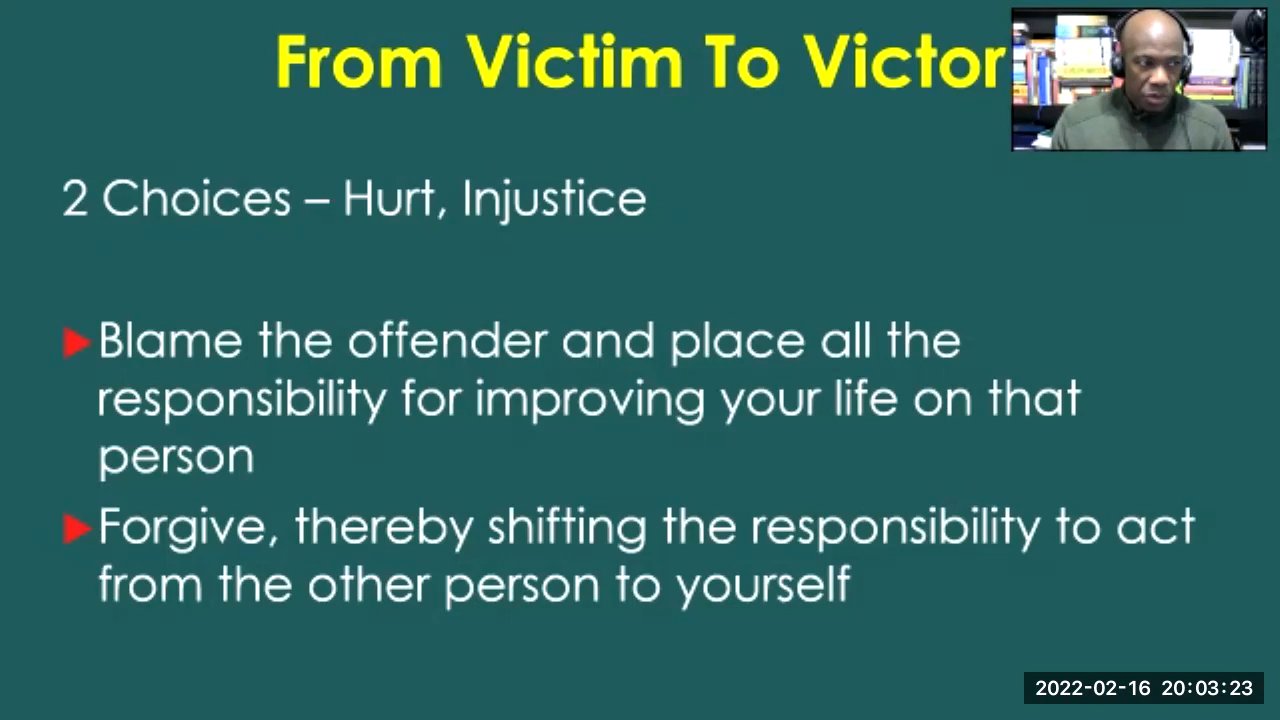 From Victim To Victor
2 Choices – Hurt, Injustice
Blame the offender and place all the
responsibility for improving your life on that
person
Forgive, thereby shifting the responsibility to act
from the other person to yourself
2022-02-16 20:03:23